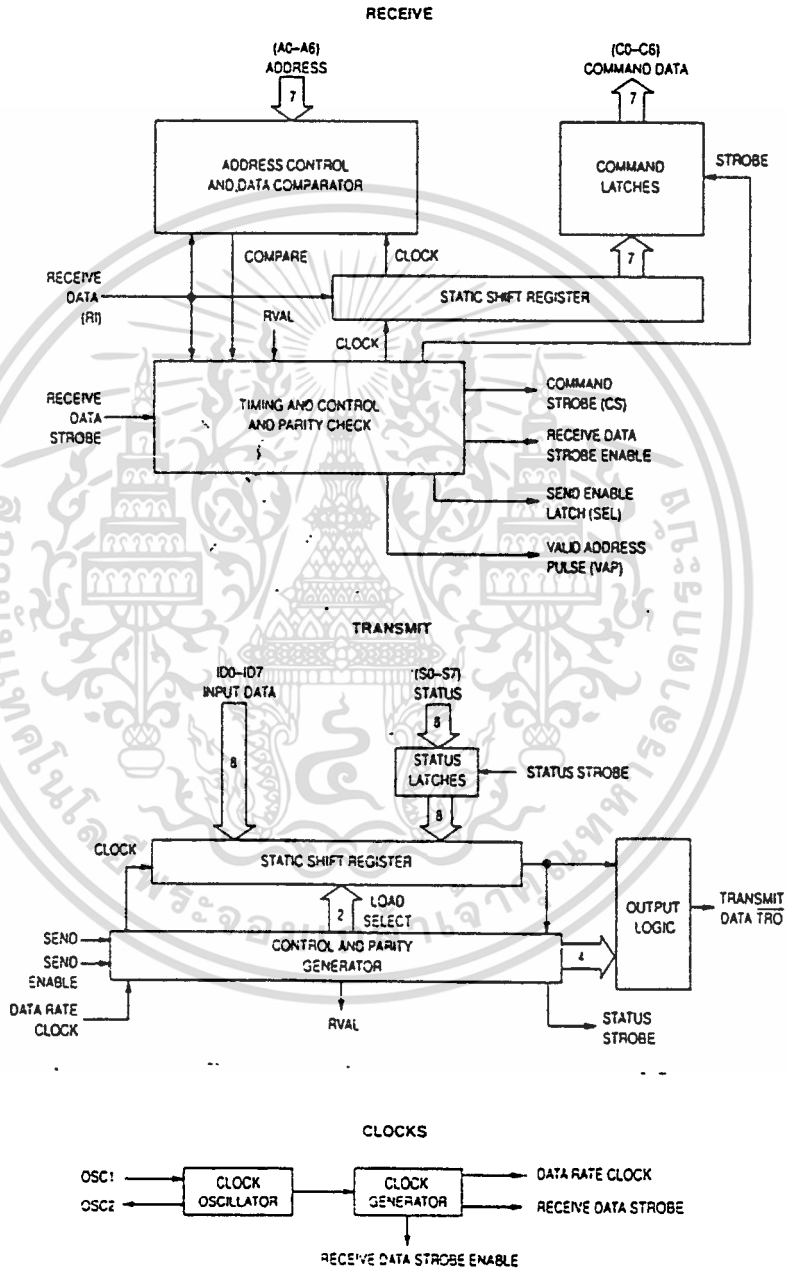 RECEIVE
(A0–A6)
ADDRESS
7
(C0–C6)
COMMAND DATA
7
ADDRESS CONTROL
AND,DATA COMPARATOR
COMMAND
LATCHES
STROBE
COMPARE
CLOCK
7
RECEIVE
DATA
(RI)
STATIC SHIFT REGISTER
RVAL
CLOCK
RECEIVE
DATA
STROBE
TIMING AND CONTROL
AND PARITY CHECK
COMMAND
STROBE (CS)
RECEIVE DATA
STROBE ENABLE
SEND ENABLE
LATCH (SEL)
VALID ADDRESS
PULSE (VAP)
TRANSMIT
ID0–ID7
INPUT DATA
8
(S0–S7)
STATUS
8
STATUS
LATCHES
STATUS STROBE
8
CLOCK
STATIC SHIFT REGISTER
2
LOAD
SELECT
OUTPUT
LOGIC
TRANSMIT
DATA T̅R̅O̅
SEND
SEND
ENABLE
CONTROL AND PARITY
GENERATOR
4
DATA RATE
CLOCK
RVAL
STATUS
STROBE
CLOCKS
OSC1
OSC2
CLOCK
OSCILLATOR
CLOCK
GENERATOR
DATA RATE CLOCK
RECEIVE DATA STROBE
RECEIVE DATA STROBE ENABLE